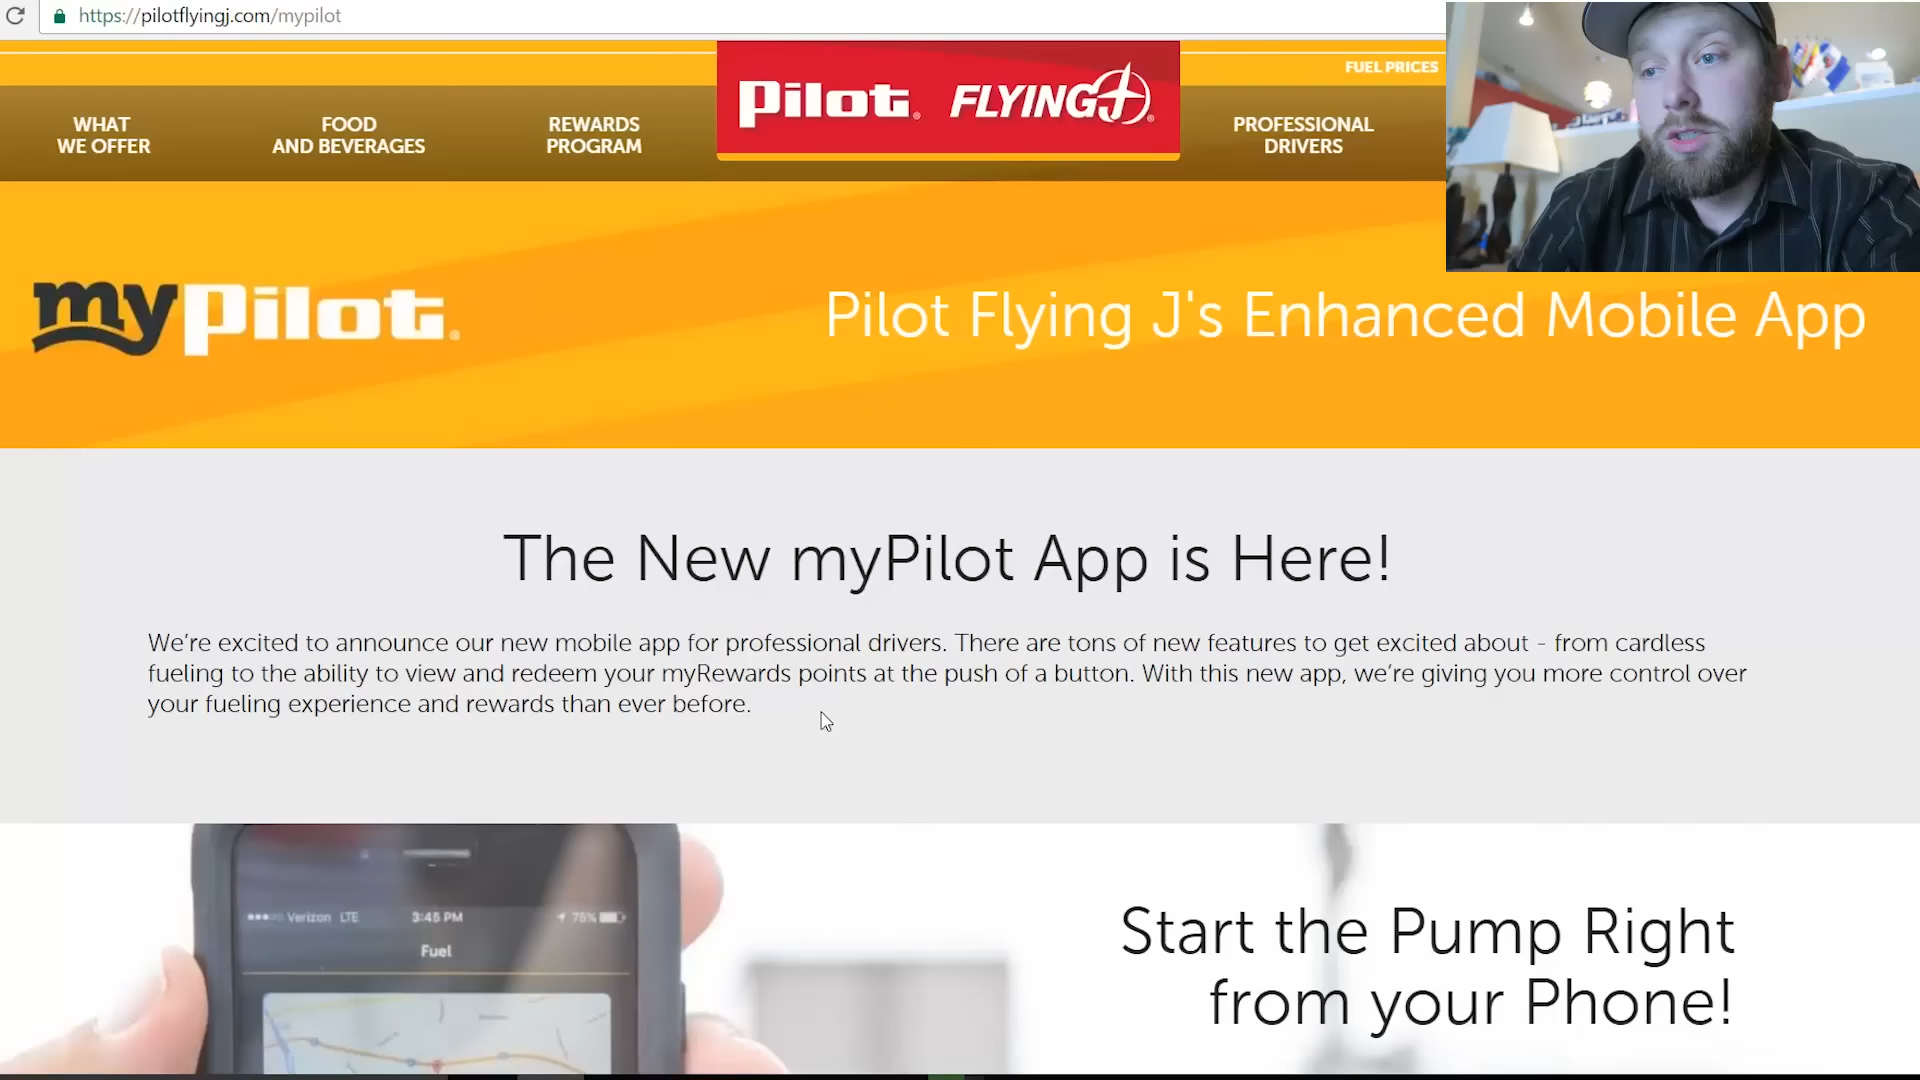 https://pilotflyingj.com/mypilot
FUEL PRICES
WHAT
WE OFFER
FOOD
AND BEVERAGES
REWARDS
PROGRAM
Pilot® FLYING J®
PROFESSIONAL
DRIVERS
myPilot®
Pilot Flying J's Enhanced Mobile App
The New myPilot App is Here!
We’re excited to announce our new mobile app for professional drivers. There are tons of new features to get excited about - from cardless
fueling to the ability to view and redeem your myRewards points at the push of a button. With this new app, we’re giving you more control over
your fueling experience and rewards than ever before.
Verizon LTE 3:45 PM 75%
Fuel
Start the Pump Right
from your Phone!